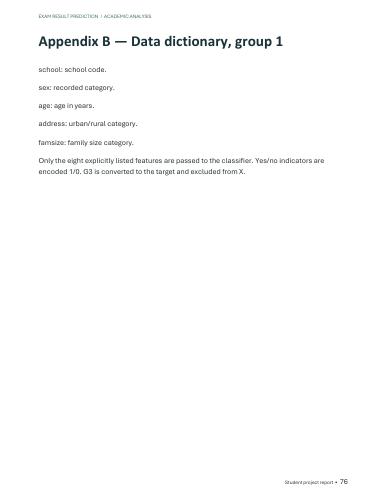 EXAM RESULT PREDICTION | ACADEMIC ANALYSIS
Appendix B — Data dictionary, group 1
school: school code.
sex: recorded category.
age: age in years.
address: urban/rural category.
famsize: family size category.
Only the eight explicitly listed features are passed to the classifier. Yes/no indicators are
encoded 1/0. G3 is converted to the target and excluded from X.
Student project report • 76